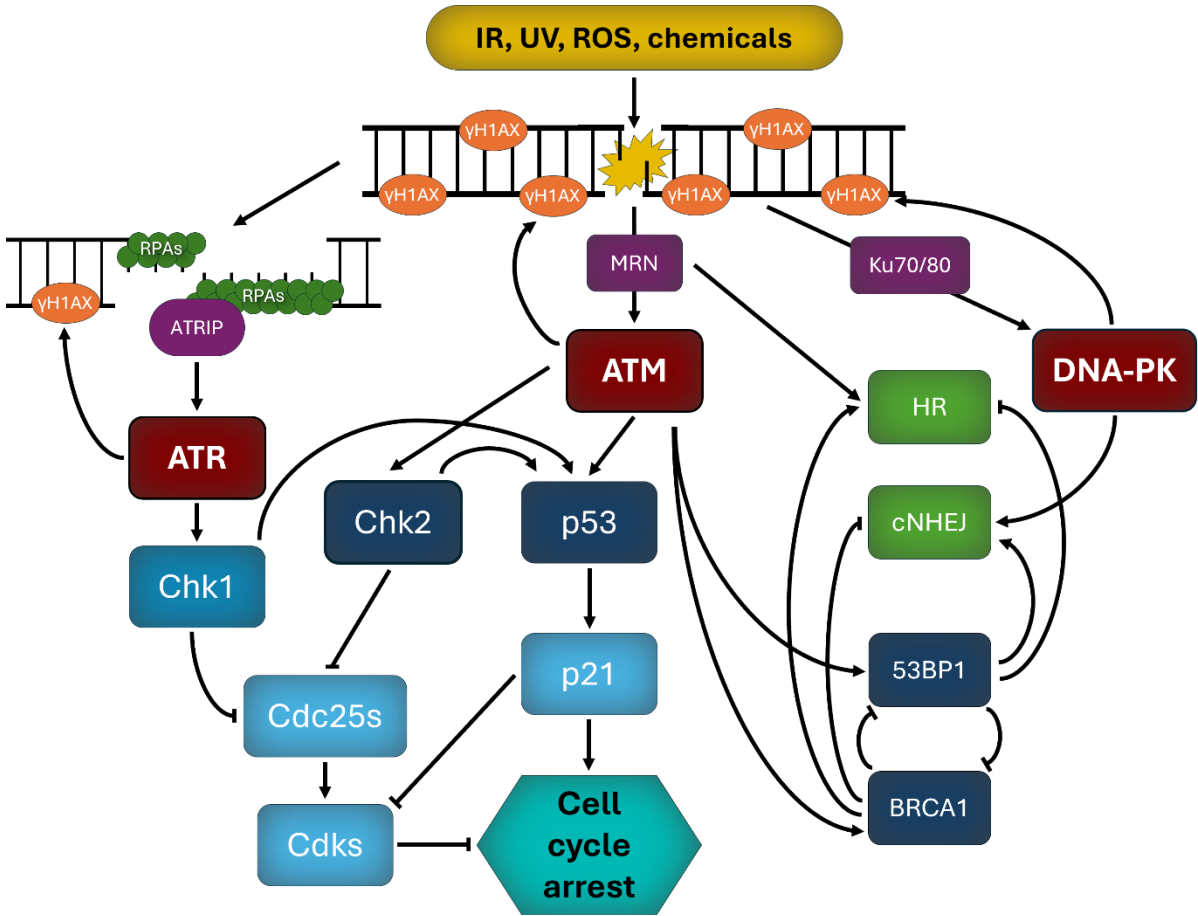 IR, UV, ROS, chemicals
γH1AX
γH1AX
γH1AX
γH1AX
γH1AX
γH1AX
RPAs
MRN
Ku70/80
γH1AX
RPAs
ATRIP
ATM
DNA-PK
HR
ATR
Chk2
p53
cNHEJ
Chk1
p21
53BP1
Cdc25s
BRCA1
Cdks
Cell
cycle
arrest